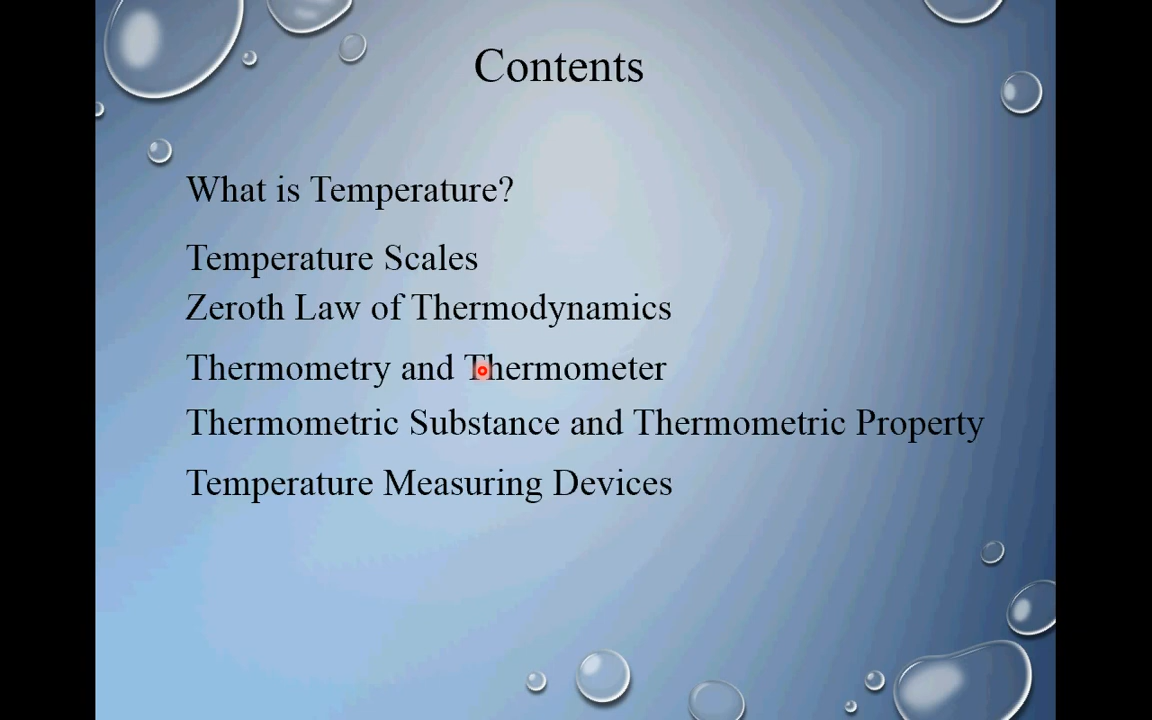 Contents
What is Temperature?
Temperature Scales
Zeroth Law of Thermodynamics
Thermometry and Thermometer
Thermometric Substance and Thermometric Property
Temperature Measuring Devices